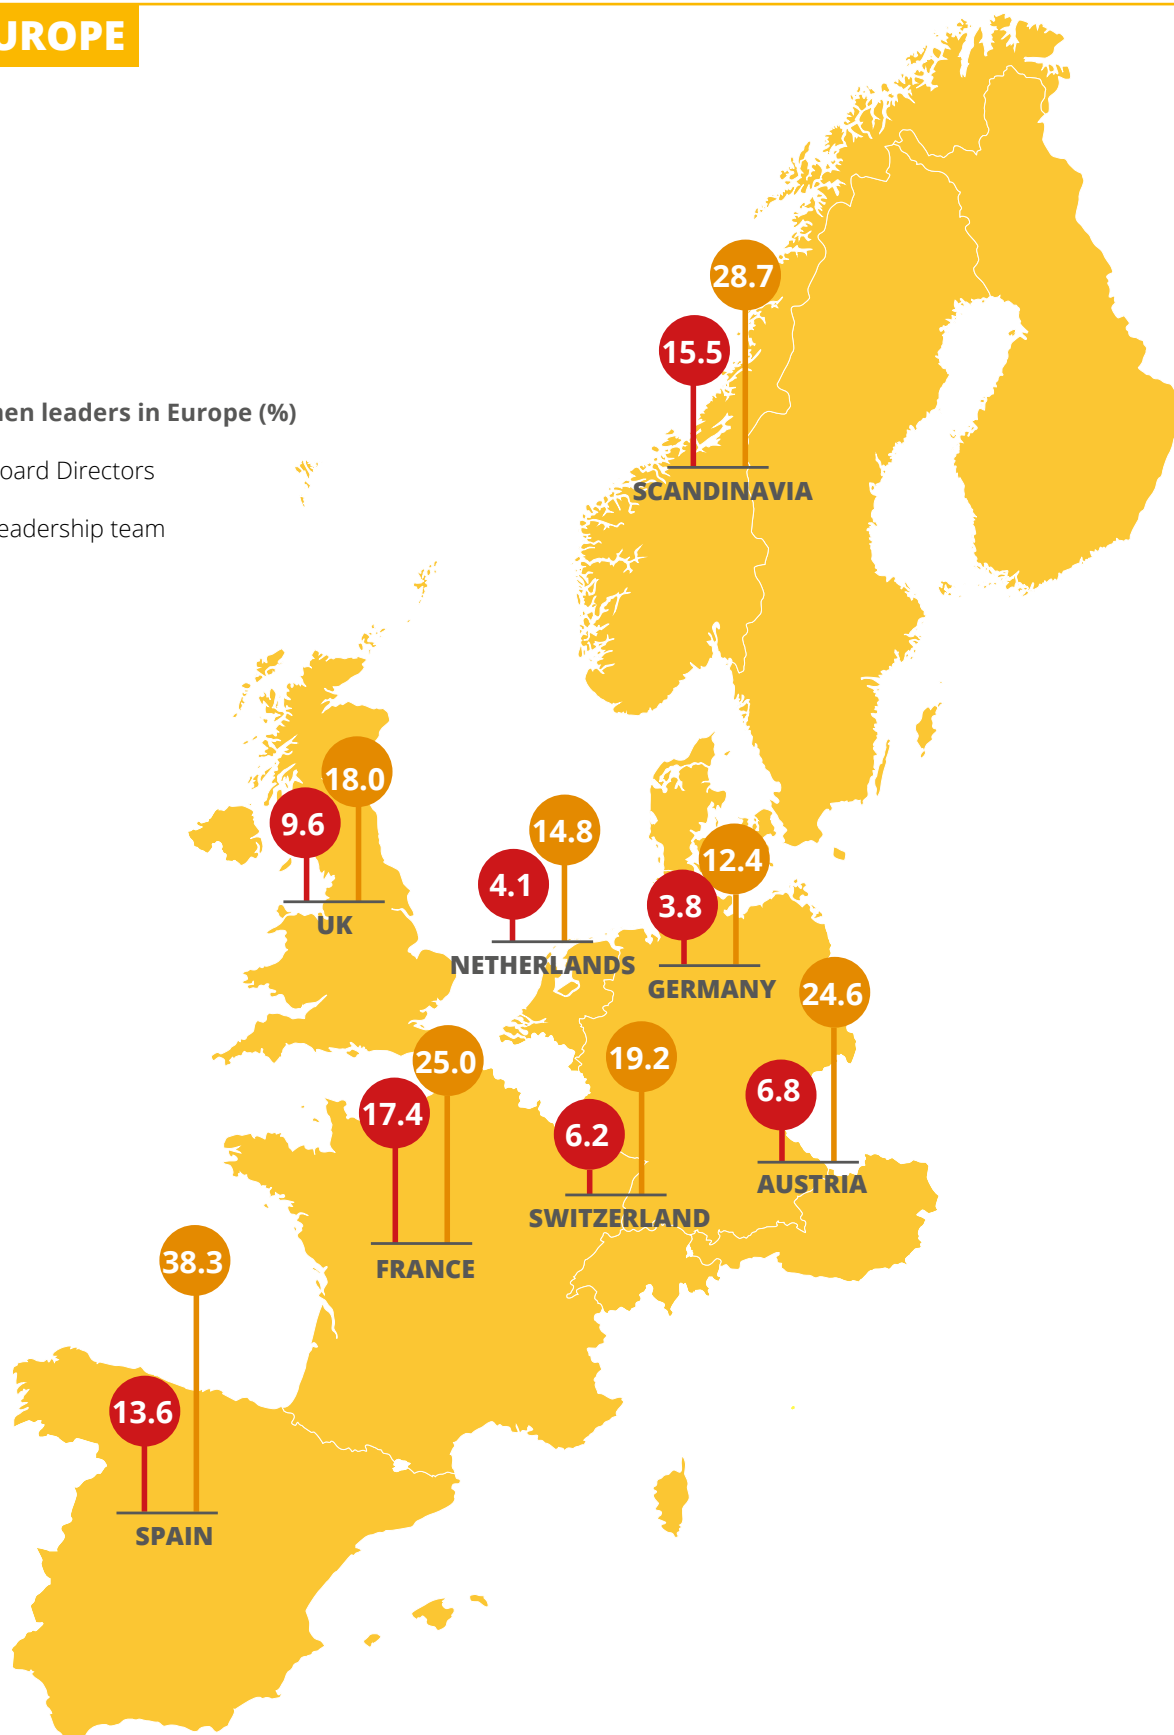 UROPE
28.7
15.5
en leaders in Europe (%)
oard Directors
eadership team
SCANDINAVIA
18.0
9.6
14.8
12.4
4.1
3.8
UK
NETHERLANDS
GERMANY
24.6
25.0
19.2
6.8
17.4
6.2
AUSTRIA
SWITZERLAND
FRANCE
38.3
13.6
SPAIN